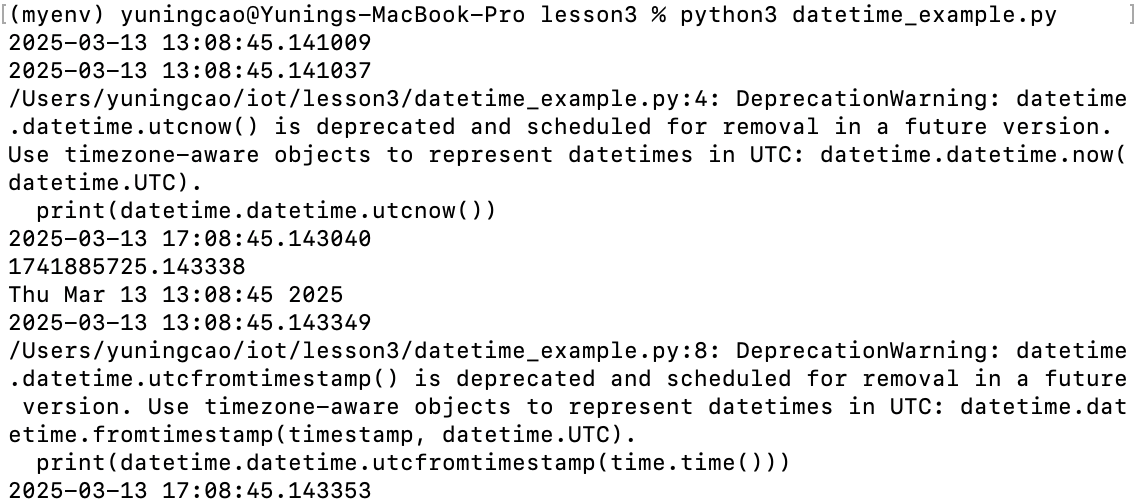 [(myenv) yuningcao@Yunings-MacBook-Pro lesson3 % python3 datetime_example.py ]
2025-03-13 13:08:45.141009
2025-03-13 13:08:45.141037
/Users/yuningcao/iot/lesson3/datetime_example.py:4: DeprecationWarning: datetime
.datetime.utcnow() is deprecated and scheduled for removal in a future version.
Use timezone-aware objects to represent datetimes in UTC: datetime.datetime.now(
datetime.UTC).
  print(datetime.datetime.utcnow())
2025-03-13 17:08:45.143040
1741885725.143338
Thu Mar 13 13:08:45 2025
2025-03-13 13:08:45.143349
/Users/yuningcao/iot/lesson3/datetime_example.py:8: DeprecationWarning: datetime
.datetime.utcfromtimestamp() is deprecated and scheduled for removal in a future
 version. Use timezone-aware objects to represent datetimes in UTC: datetime.dat
etime.fromtimestamp(timestamp, datetime.UTC).
  print(datetime.datetime.utcfromtimestamp(time.time()))
2025-03-13 17:08:45.143353